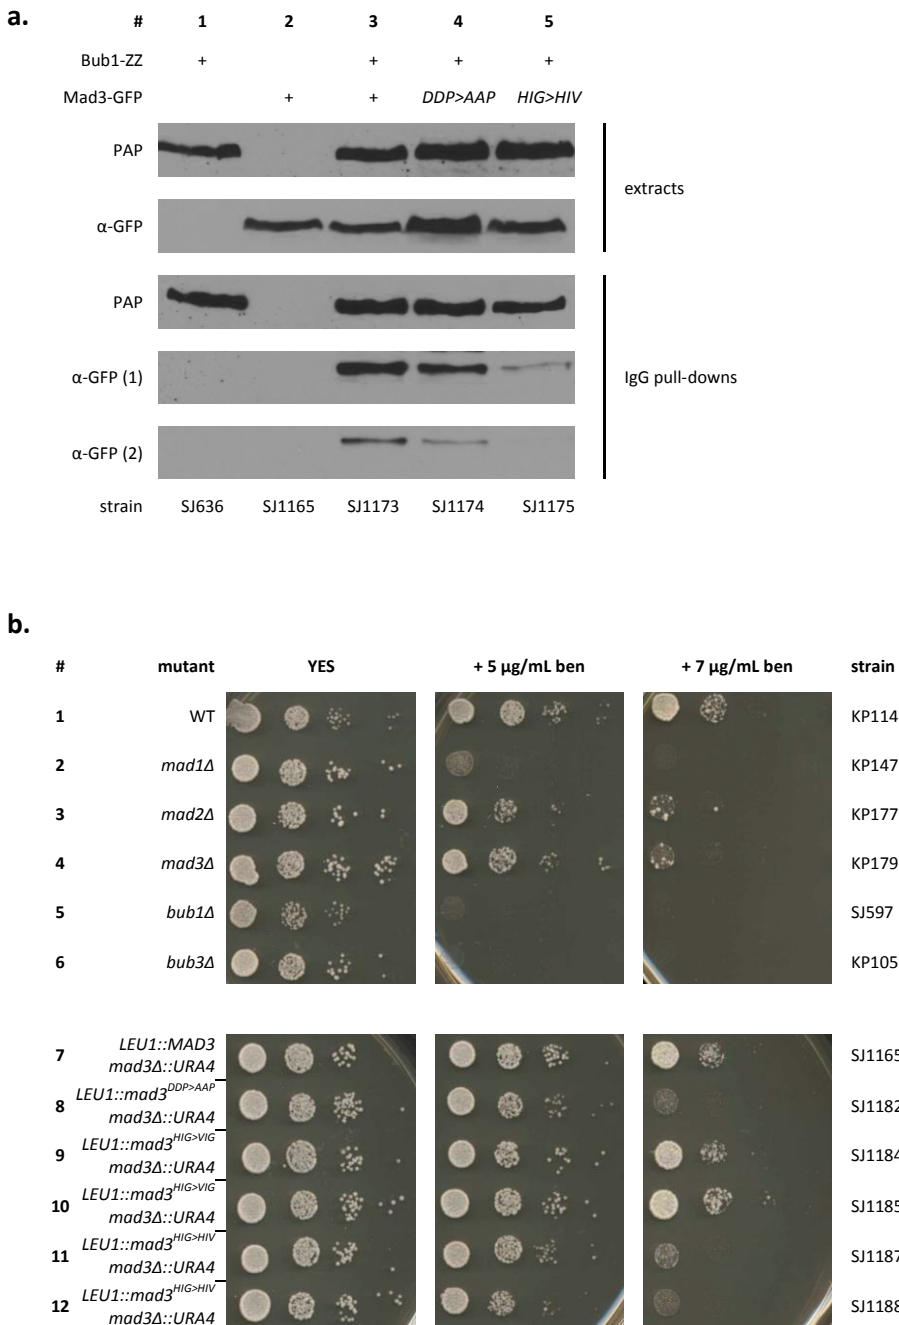 a.
# 1 2 3 4 5
Bub1-ZZ + + + +
Mad3-GFP + + DDP>AAP HIG>HIV
PAP
extracts
α-GFP
PAP
α-GFP (1)
IgG pull-downs
α-GFP (2)
strain SJ636 SJ1165 SJ1173 SJ1174 SJ1175
b.
# mutant YES + 5 µg/mL ben + 7 µg/mL ben strain
1 WT KP114
2 mad1Δ KP147
3 mad2Δ KP177
4 mad3Δ KP179
5 bub1Δ SJ597
6 bub3Δ KP105
LEU1::MAD3
7 SJ1165
mad3Δ::URA4
LEU1::mad3DDP>AAP
8 SJ1182
mad3Δ::URA4
LEU1::mad3HIG>VIG
9 SJ1184
mad3Δ::URA4
LEU1::mad3HIG>VIG
10 SJ1185
mad3Δ::URA4
LEU1::mad3HIG>HIV
11 SJ1187
mad3Δ::URA4
LEU1::mad3HIG>HIV
12 SJ1188
mad3Δ::URA4